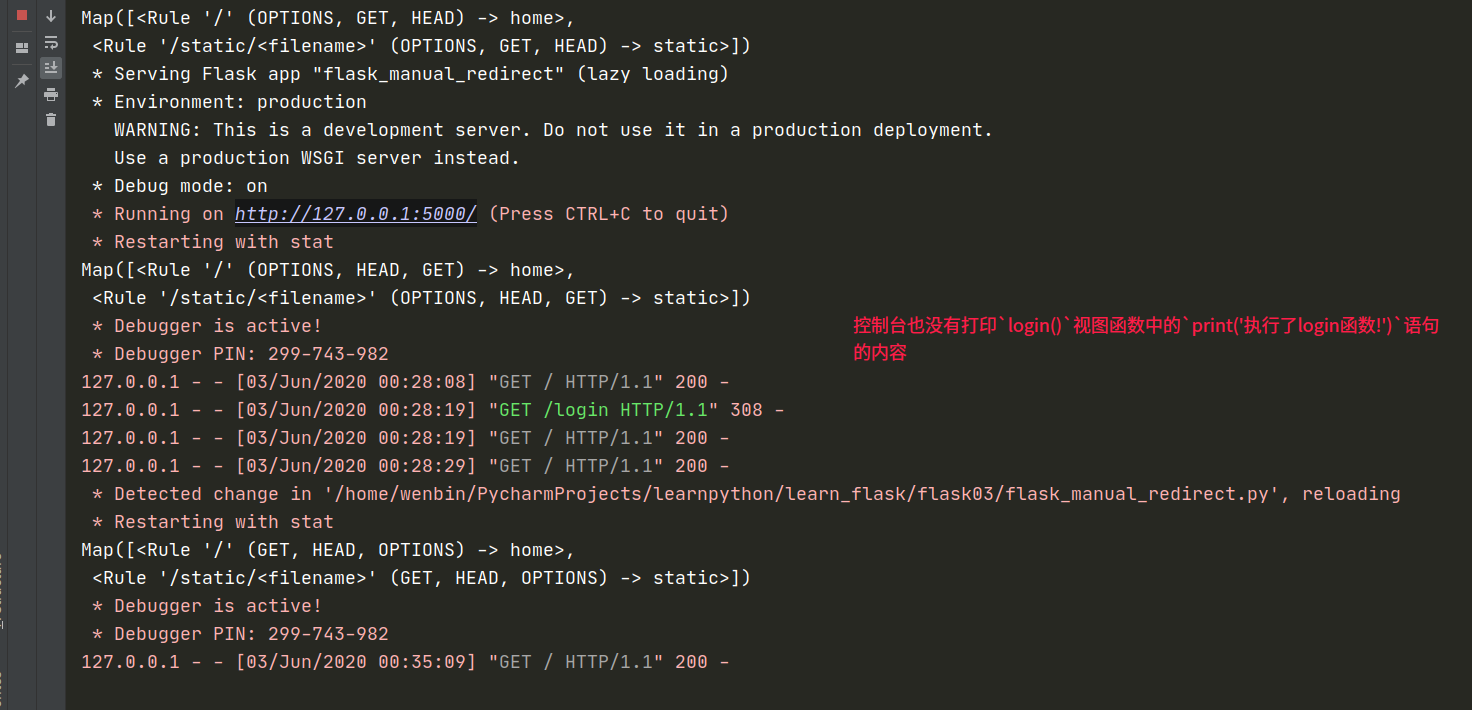 Map([<Rule '/' (OPTIONS, GET, HEAD) -> home>,
 <Rule '/static/<filename>' (OPTIONS, GET, HEAD) -> static>])
 * Serving Flask app "flask_manual_redirect" (lazy loading)
 * Environment: production
   WARNING: This is a development server. Do not use it in a production deployment.
   Use a production WSGI server instead.
 * Debug mode: on
 * Running on http://127.0.0.1:5000/ (Press CTRL+C to quit)
 * Restarting with stat
Map([<Rule '/' (OPTIONS, HEAD, GET) -> home>,
 <Rule '/static/<filename>' (OPTIONS, HEAD, GET) -> static>])
 * Debugger is active!
控制台也没有打印`login()`视图函数中的`print('执行了login函数!')`语句
的内容
 * Debugger PIN: 299-743-982
127.0.0.1 - - [03/Jun/2020 00:28:08] "GET / HTTP/1.1" 200 -
127.0.0.1 - - [03/Jun/2020 00:28:19] "GET /login HTTP/1.1" 308 -
127.0.0.1 - - [03/Jun/2020 00:28:19] "GET / HTTP/1.1" 200 -
127.0.0.1 - - [03/Jun/2020 00:28:29] "GET / HTTP/1.1" 200 -
 * Detected change in '/home/wenbin/PycharmProjects/learnpython/learn_flask/flask03/flask_manual_redirect.py', reloading
 * Restarting with stat
Map([<Rule '/' (GET, HEAD, OPTIONS) -> home>,
 <Rule '/static/<filename>' (GET, HEAD, OPTIONS) -> static>])
 * Debugger is active!
 * Debugger PIN: 299-743-982
127.0.0.1 - - [03/Jun/2020 00:35:09] "GET / HTTP/1.1" 200 -